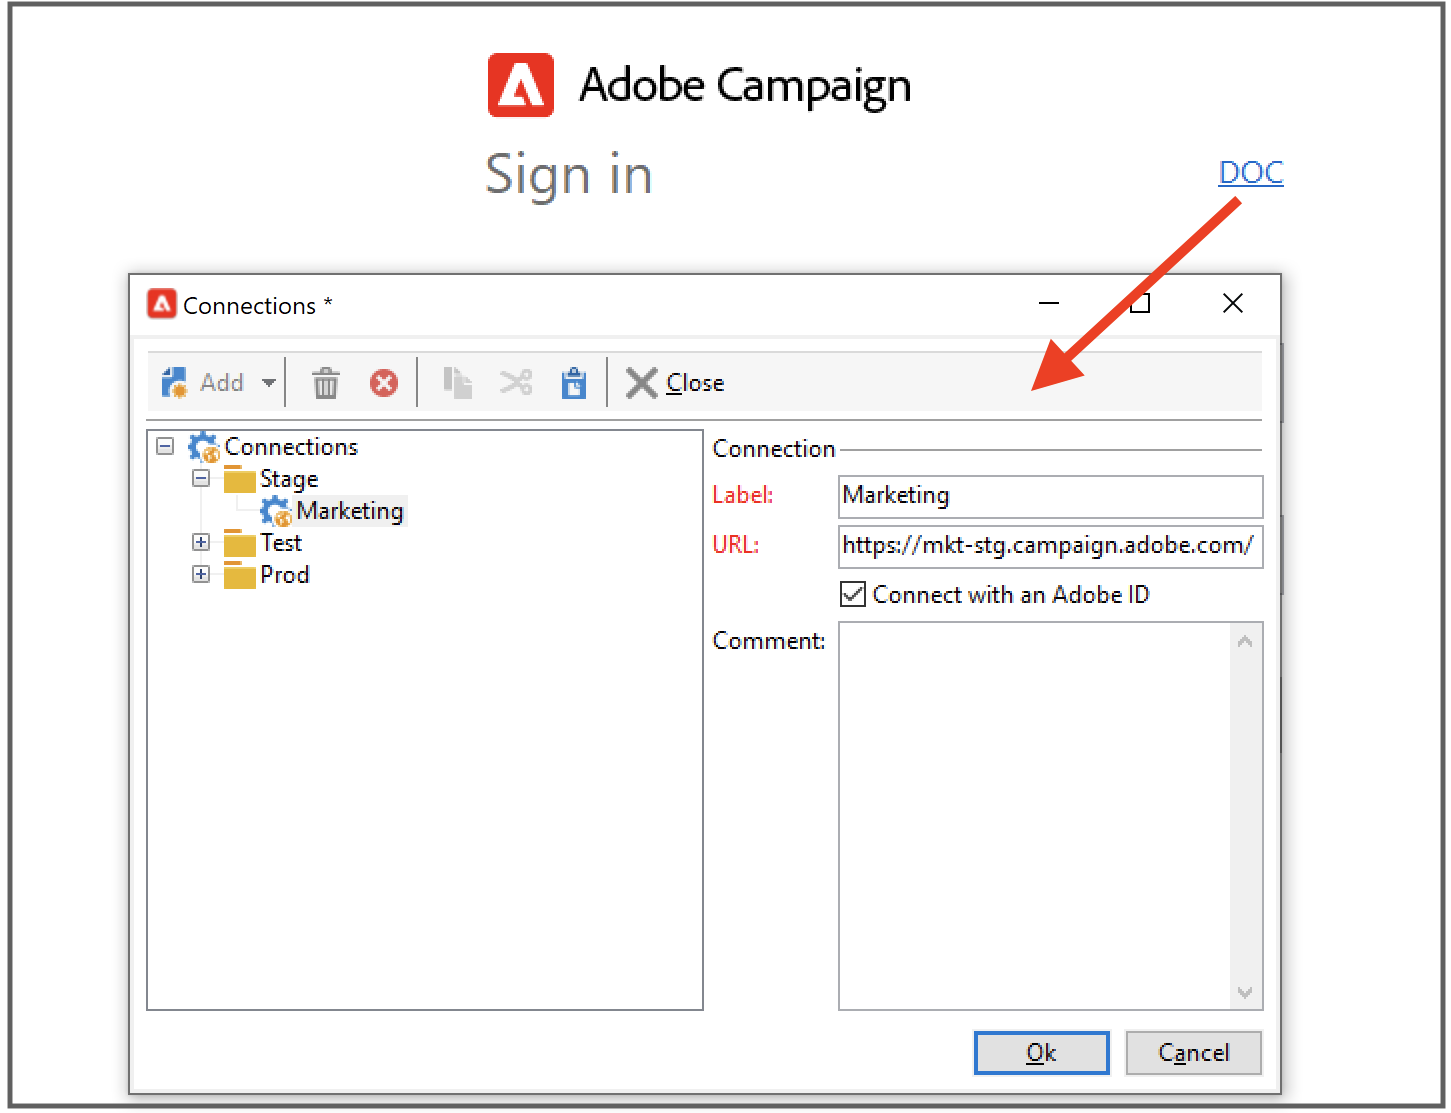 Adobe Campaign
Sign in
DOC
Connections *
Add
Close
Connections
Stage
Marketing
Test
Prod
Connection
Label:
Marketing
URL:
https://mkt-stg.campaign.adobe.com/
Connect with an Adobe ID
Comment:
Ok
Cancel